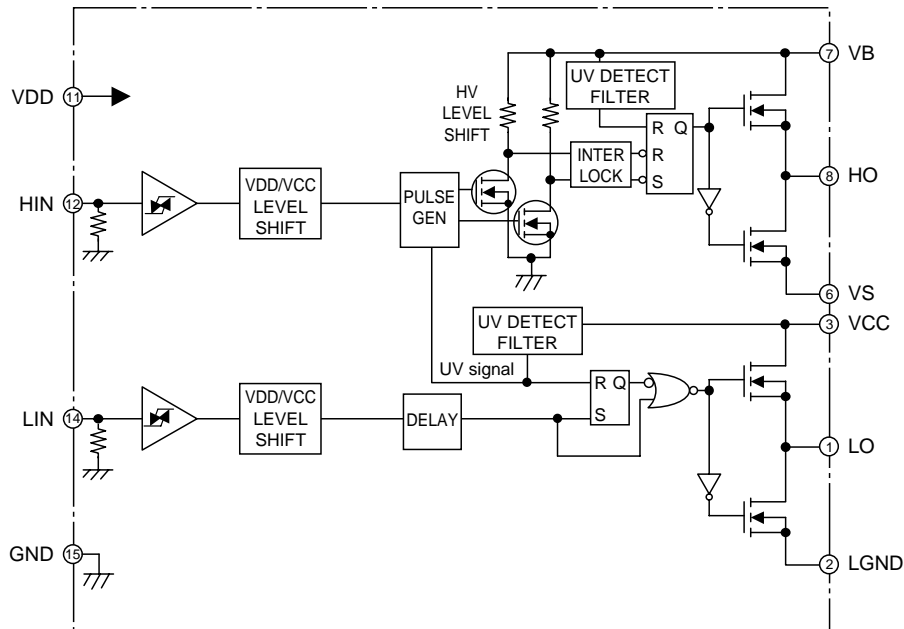 7
VB
UV DETECT
FILTER
VDD
11
HV
LEVEL
SHIFT
R Q
R
S
INTER
LOCK
HIN
12
VDD/VCC
LEVEL
SHIFT
PULSE
GEN
8
HO
6
VS
3
VCC
UV DETECT
FILTER
UV signal
R Q
S
LIN
14
VDD/VCC
LEVEL
SHIFT
DELAY
1
LO
GND
15
2
LGND